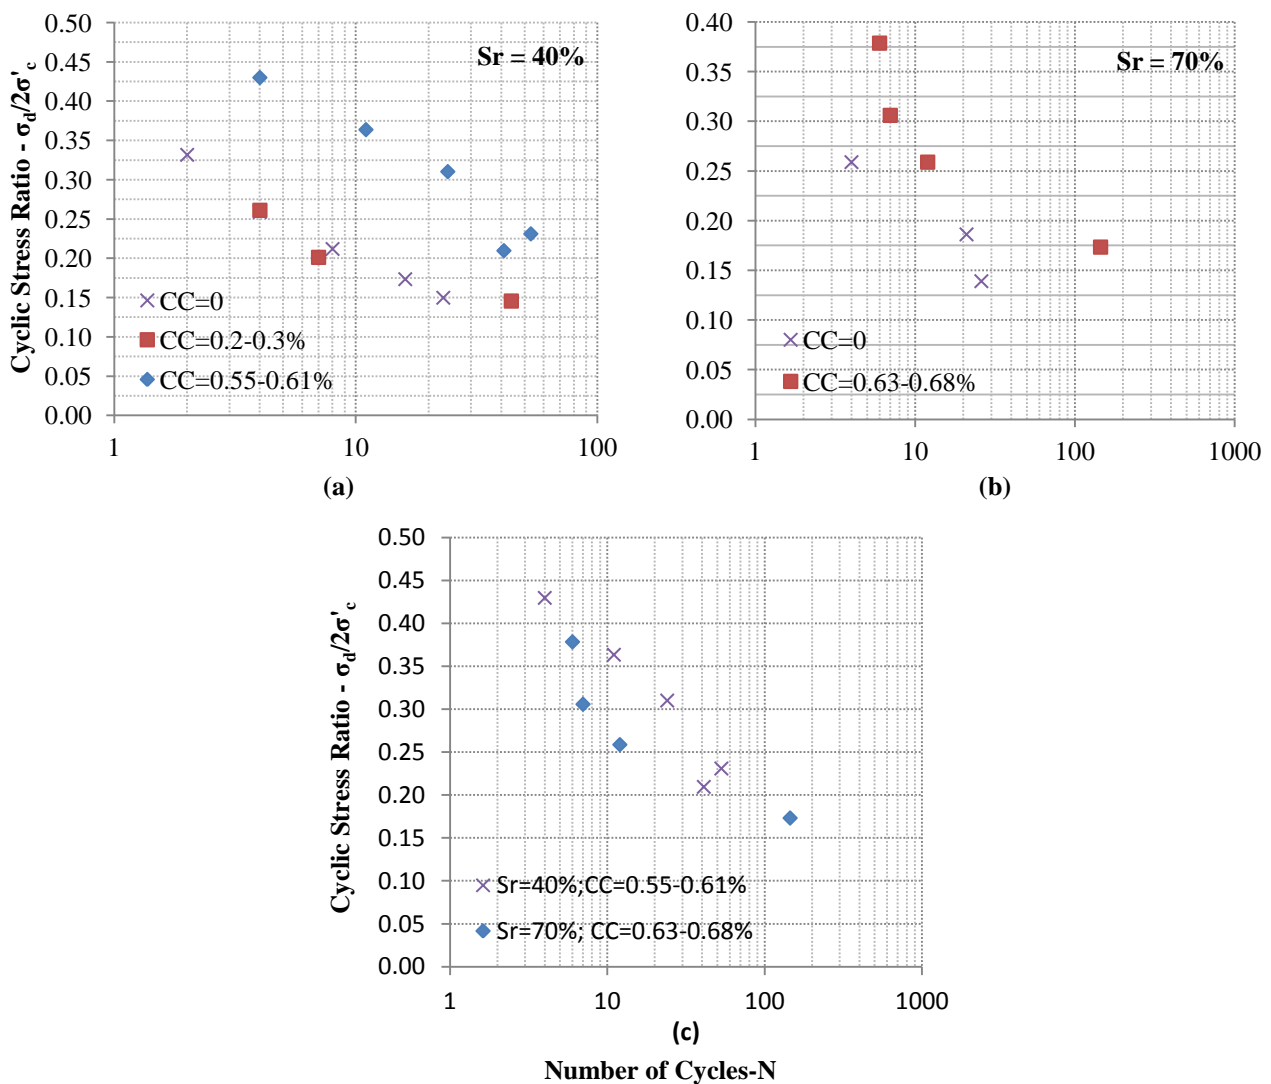 Cyclic Stress Ratio - σd/2σ'c
0.50
0.45
0.40
0.35
0.30
0.25
0.20
0.15
0.10
0.05
0.00
Sr = 40%
CC=0
CC=0.2-0.3%
CC=0.55-0.61%
1 10 100
(a)
0.40
0.35
0.30
0.25
0.20
0.15
0.10
0.05
0.00
Sr = 70%
CC=0
CC=0.63-0.68%
1 10 100 1000
(b)
Cyclic Stress Ratio - σd/2σ'c
0.50
0.45
0.40
0.35
0.30
0.25
0.20
0.15
0.10
0.05
0.00
Sr=40%;CC=0.55-0.61%
Sr=70%; CC=0.63-0.68%
1 10 100 1000
(c)
Number of Cycles-N